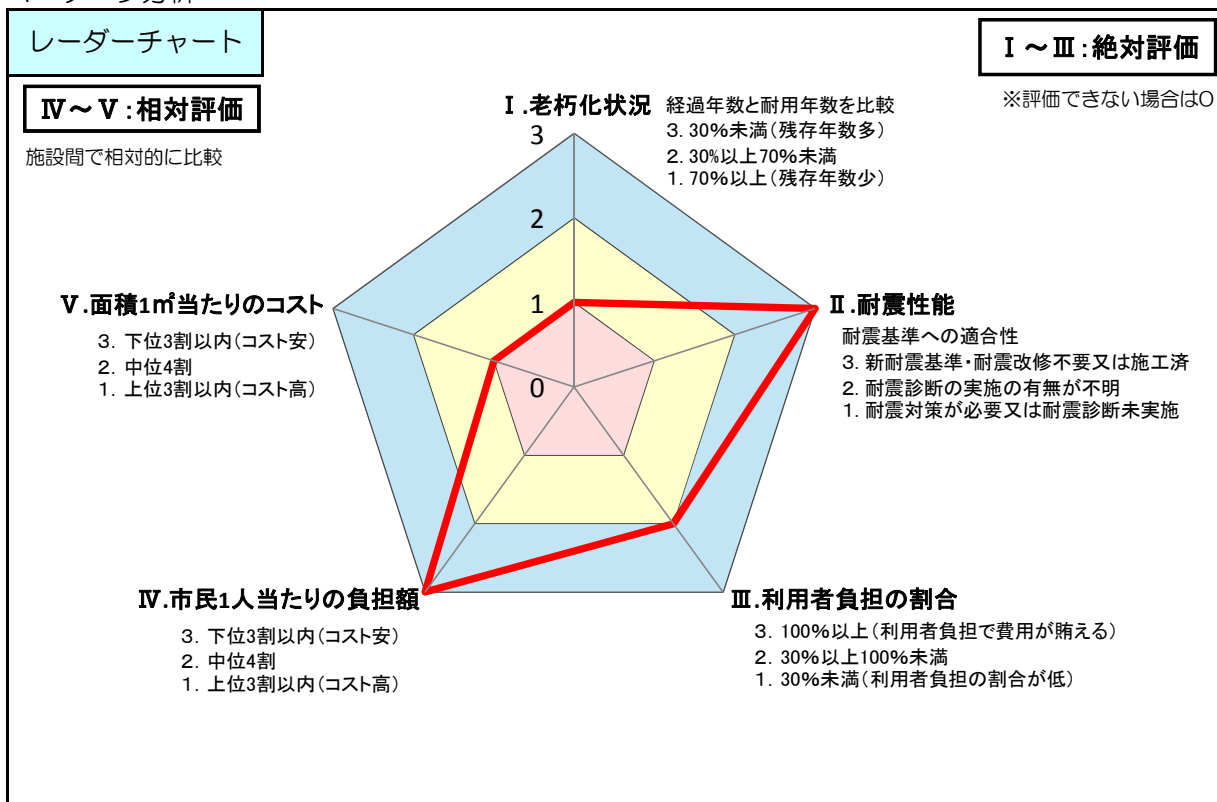 レーダーチャート
Ⅰ～Ⅲ:絶対評価
※評価できない場合は0
Ⅳ～Ⅴ:相対評価
施設間で相対的に比較
Ⅰ.老朽化状況
経過年数と耐用年数を比較
3. 30%未満(残存年数多)
2. 30%以上70%未満
1. 70%以上(残存年数少)
3
2
1
0
Ⅴ.面積1㎡当たりのコスト
3. 下位3割以内(コスト安)
2. 中位4割
1. 上位3割以内(コスト高)
Ⅱ.耐震性能
耐震基準への適合性
3. 新耐震基準・耐震改修不要又は施工済
2. 耐震診断の実施の有無が不明
1. 耐震対策が必要又は耐震診断未実施
Ⅳ.市民1人当たりの負担額
3. 下位3割以内(コスト安)
2. 中位4割
1. 上位3割以内(コスト高)
Ⅲ.利用者負担の割合
3. 100%以上(利用者負担で費用が賄える)
2. 30%以上100%未満
1. 30%未満(利用者負担の割合が低)